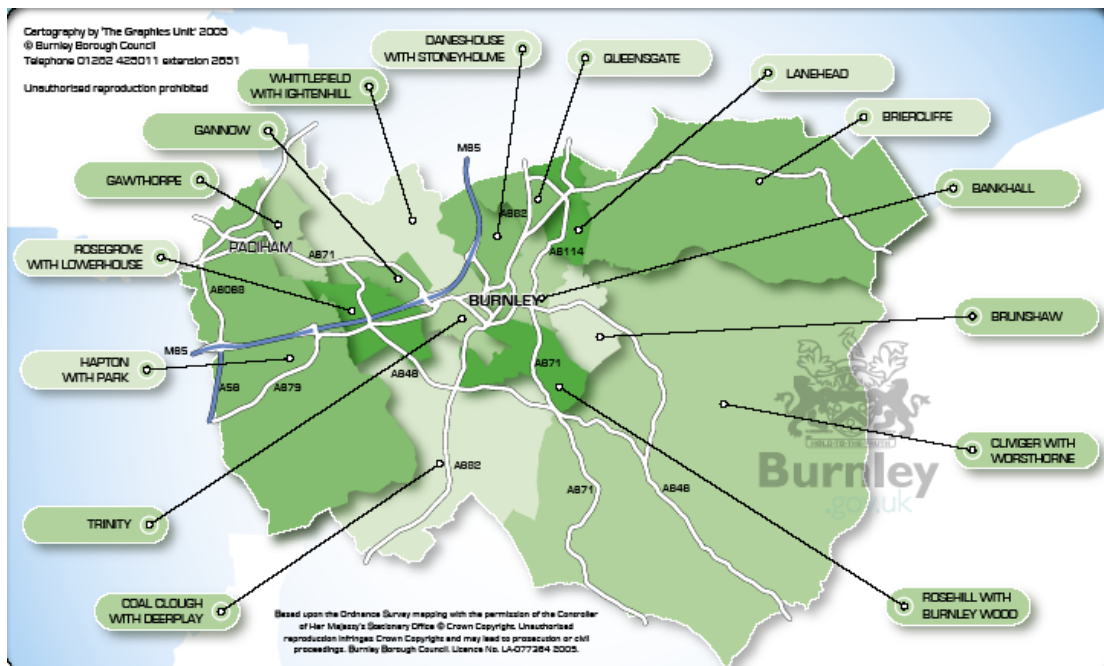 Cartography by 'The Graphics Unit' 2005
© Burnley Borough Council
Telephone 01282 425011 extension 2651
Unauthorised reproduction prohibited
DANESHOUSE
WITH STONEYHOLME
QUEENSGATE
LANEHEAD
WHITTLEFIELD
WITH IGHTENHILL
BRIERCLIFFE
GANNOW
M65
GAWTHORPE
BANKHALL
A682
PADIHAM
A671
A6114
ROSEGROVE
WITH LOWERHOUSE
A6068
BURNLEY
BRUNSHAW
M65
HAPTON
WITH PARK
A56
A679
A646
A671
CLIVIGER WITH
WORSTHORNE
HOLD TO THE TRUTH
Burnley
.gov.uk
A682
A671
A646
TRINITY
COAL CLOUGH
WITH DEERPLAY
ROSEHILL WITH
BURNLEY WOOD
Based upon the Ordnance Survey mapping with the permission of the Controller
of Her Majesty's Stationery Office © Crown Copyright. Unauthorised
reproduction infringes Crown Copyright and may lead to prosecution or civil
proceedings. Burnley Borough Council. Licence No. LA-077364 2005.